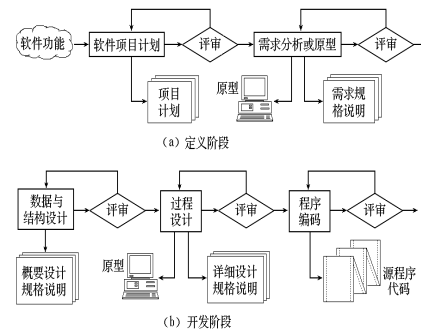 软件功能
软件项目计划
评审
需求分析或原型
评审
项目
计划
原型
需求规
格说明
(a) 定义阶段
数据与
结构设计
评审
过程
设计
评审
程序
编码
评审
概要设计
规格说明
原型
详细设计
规格说明
源程序
代码
(b) 开发阶段